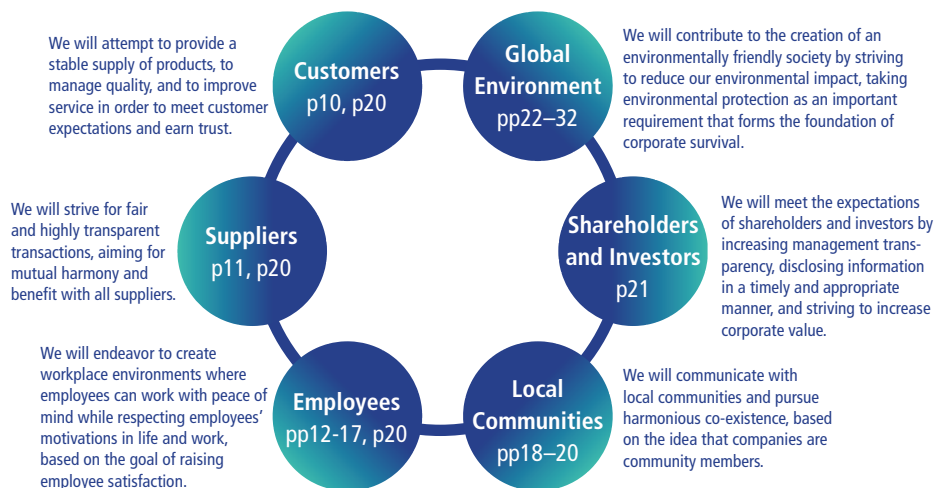 We will attempt to provide a
stable supply of products, to
manage quality, and to improve
service in order to meet customer
expectations and earn trust.
Customers
p10, p20
Global
Environment
pp22–32
We will contribute to the creation of an
environmentally friendly society by striving
to reduce our environmental impact, taking
environmental protection as an important
requirement that forms the foundation of
corporate survival.
We will strive for fair
and highly transparent
transactions, aiming for
mutual harmony and
benefit with all suppliers.
Suppliers
p11, p20
Shareholders
and Investors
p21
We will meet the expectations
of shareholders and investors by
increasing management trans-
parency, disclosing information
in a timely and appropriate
manner, and striving to increase
corporate value.
We will endeavor to create
workplace environments where
employees can work with peace of
mind while respecting employees’
motivations in life and work,
based on the goal of raising
employee satisfaction.
Employees
pp12-17, p20
Local
Communities
pp18–20
We will communicate with
local communities and pursue
harmonious co-existence, based
on the idea that companies are
community members.